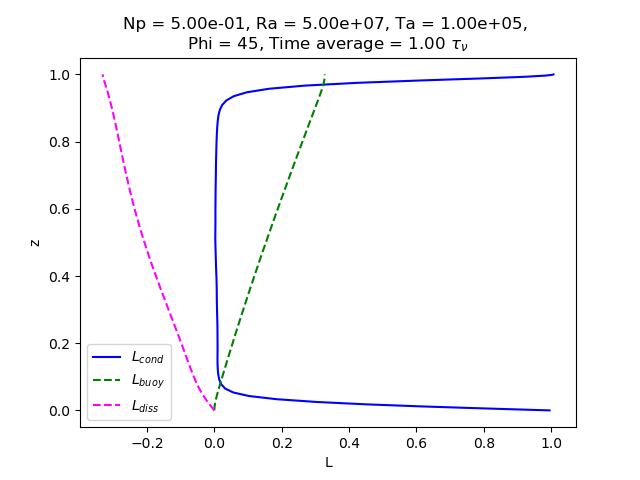 Np = 5.00e-01, Ra = 5.00e+07, Ta = 1.00e+05,
Phi = 45, Time average = 1.00 τ_ν
1.0
0.8
0.6
0.4
0.2
0.0
z
L_cond
L_buoy
L_diss
−0.2 0.0 0.2 0.4 0.6 0.8 1.0
L